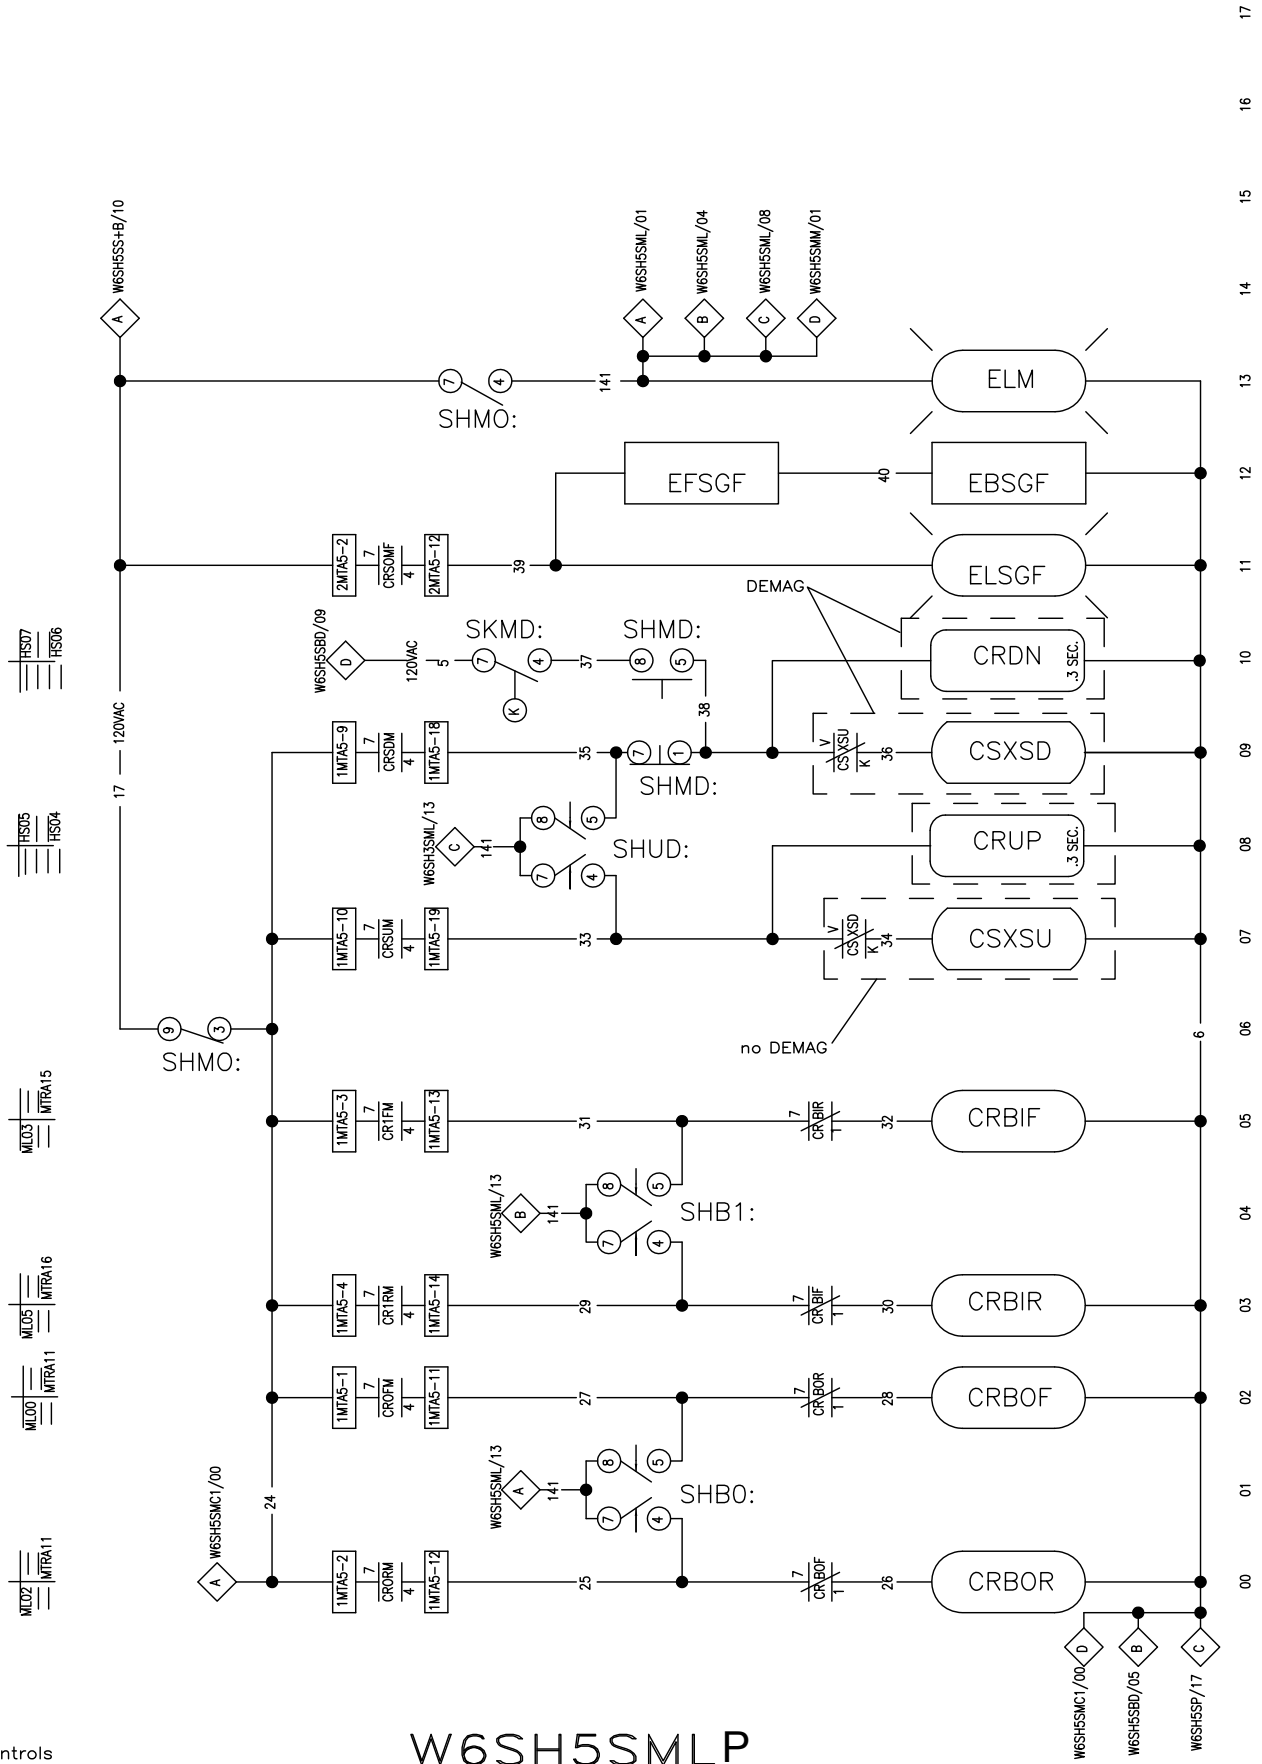 17
16
15
14
13
12
11
10
09
08
07
06
05
04
03
02
01
00
W6SH5SS+B/10
A
17
120VAC
HS07
HS06
HS05
HS04
ML03
MTRA15
ML05
MTRA16
ML00
MTRA11
ML02
MTRA11
7
4
SHMO:
141
A
W6SH5SML/01
B
W6SH5SML/04
C
W6SH5SML/08
D
W6SH5SMM/01
ELM
EFSGF
40
EBSGF
2MTA5-2
7
CRSOMF
4
2MTA5-12
39
ELSGF
DEMAG
W6SH5SBD/09
D
120VAC
5
SKMD:
7
4
K
37
SHMD:
8
5
38
CRDN
.3 SEC.
1MTA5-9
7
CRSDM
4
1MTA5-18
35
7
1
SHMD:
V
CSXSU
K
36
CSXSD
W6SH3SML/13
C
141
8
5
7
4
SHUD:
CRUP
.3 SEC.
1MTA5-10
7
CRSUM
4
1MTA5-19
33
V
CSXSD
K
34
CSXSU
no DEMAG
9
3
SHMO:
6
1MTA5-3
7
CR1FM
4
1MTA5-13
31
7
CRBIR
1
32
CRBIF
W6SH5SML/13
B
141
8
5
7
4
SHB1:
1MTA5-4
7
CR1RM
4
1MTA5-14
29
7
CRBIF
1
30
CRBIR
1MTA5-1
7
CROFM
4
1MTA5-11
27
7
CRBOR
1
28
CRBOF
W6SH5SML/13
A
141
8
5
7
4
SHBO:
W6SH5SMC1/00
A
24
1MTA5-2
7
CRORM
4
1MTA5-12
25
7
CRBOF
1
26
CRBOR
D
W6SH5SMC1/00
B
W6SH5SBD/05
C
W6SH5SP/17
W6SH5SMLP
ntrols